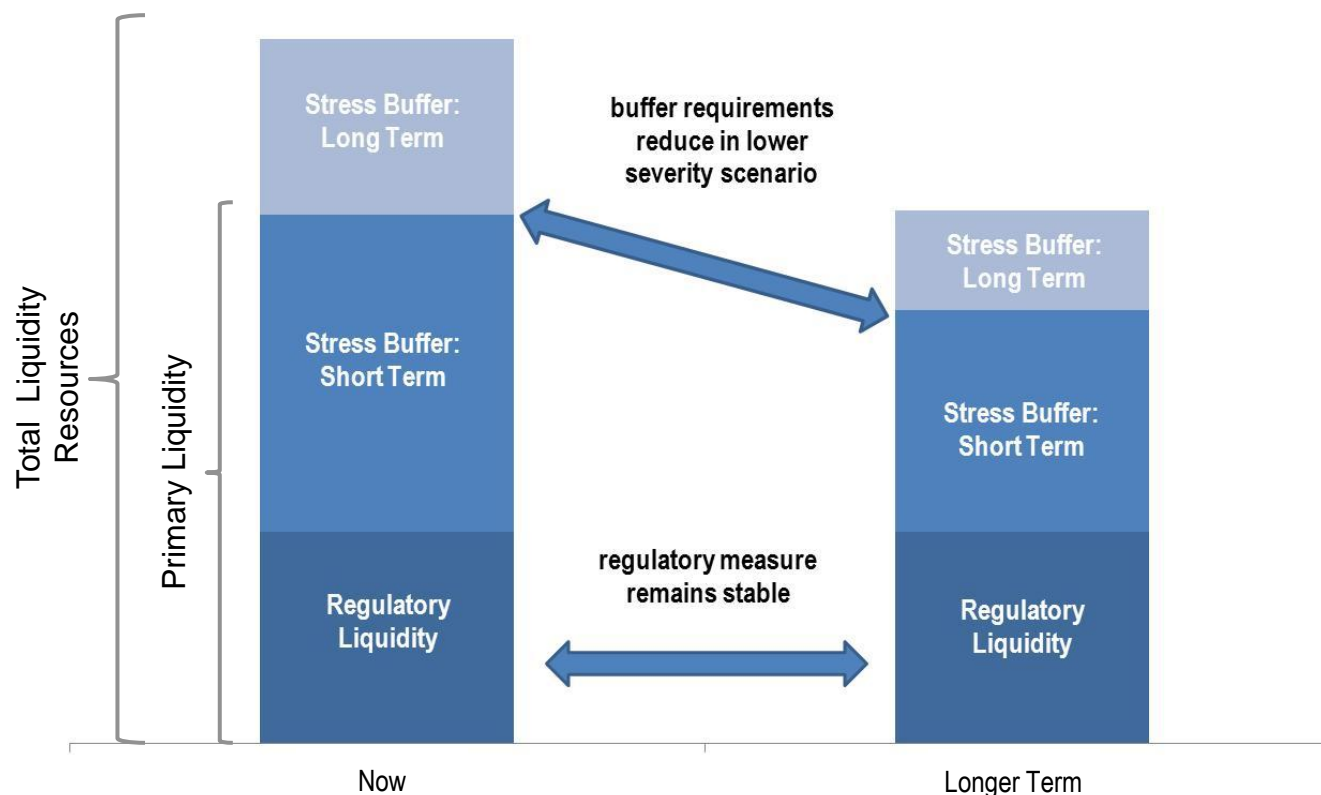 Total Liquidity
Resources
Primary Liquidity
Stress Buffer:
Long Term
Stress Buffer:
Short Term
Regulatory
Liquidity
buffer requirements
reduce in lower
severity scenario
regulatory measure
remains stable
Stress Buffer:
Long Term
Stress Buffer:
Short Term
Regulatory
Liquidity
Now
Longer Term